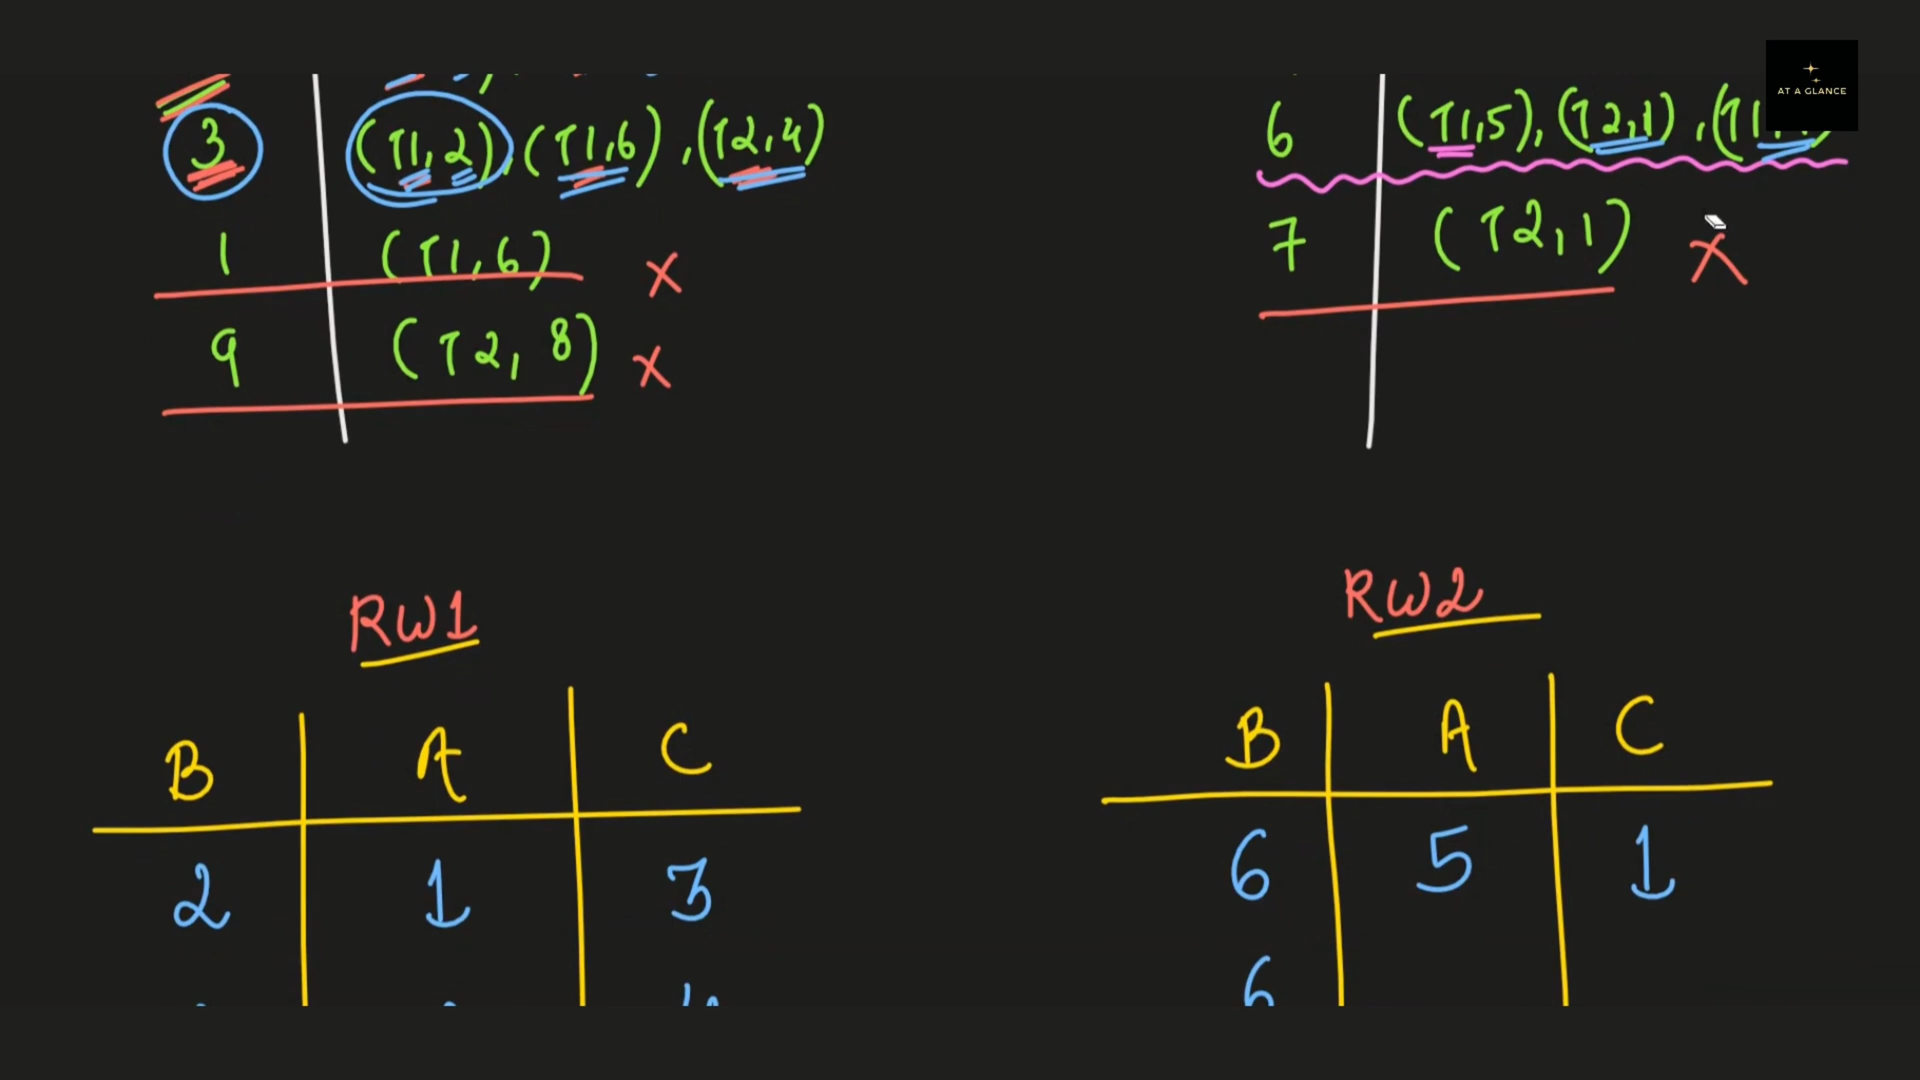 AT A GLANCE
3 (T1, 2), (T1,6), (T2,4)
1 (T1,6) X
9 (T2, 8) X
6 (T1,5), (T2,1), (T1,
7 (T2,1) X
RW1
B A C
2 1 3
RW2
B A C
6 5 1
6